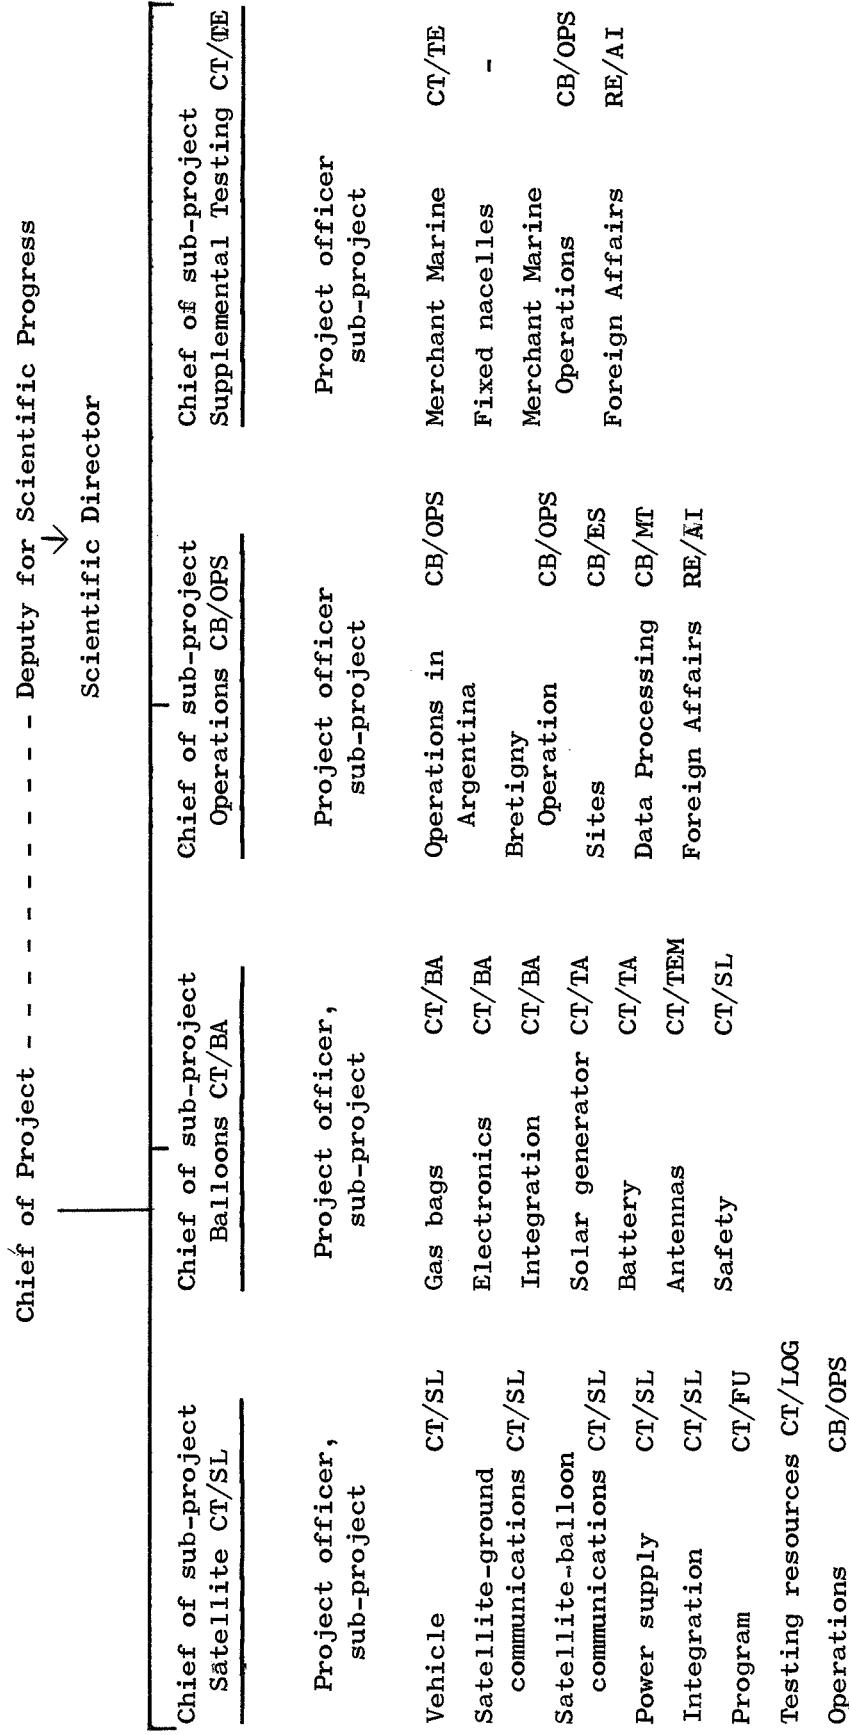 Chief of Project - - - - - - - - - - - - - Deputy for Scientific Progress
Scientific Director
Chief of sub-project
Satellite CT/SL
Project officer,
sub-project
Vehicle CT/SL
Satellite-ground
communications CT/SL
Satellite-balloon
communications CT/SL
Power supply CT/SL
Integration CT/SL
Program CT/FU
Testing resources CT/LOG
Operations CB/OPS
Chief of sub-project
Balloons CT/BA
Project officer,
sub-project
Gas bags CT/BA
Electronics CT/BA
Integration CT/BA
Solar generator CT/TA
Battery CT/TA
Antennas CT/TEM
Safety CT/SL
Chief of sub-project
Operations CB/OPS
Project officer
sub-project
Operations in CB/OPS
Argentina
Bretigny
Operation CB/OPS
Sites CB/ES
Data Processing CB/MT
Foreign Affairs RE/AI
Chief of sub-project
Supplemental Testing CT/TE
Project officer
sub-project
Merchant Marine CT/TE
Fixed nacelles -
Merchant Marine
Operations CB/OPS
Foreign Affairs RE/AI